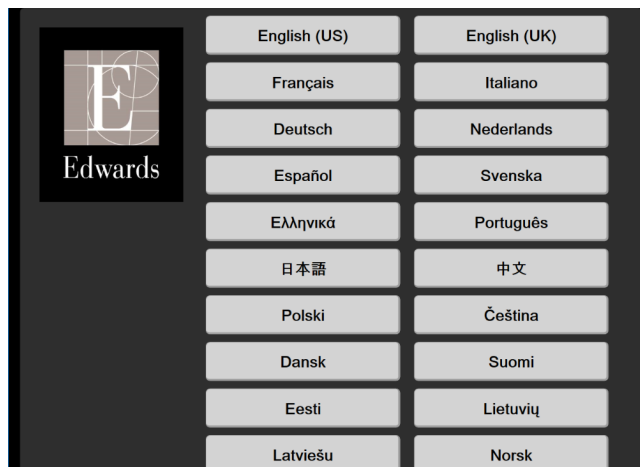 E
Edwards
English (US)
English (UK)
Français
Italiano
Deutsch
Nederlands
Español
Svenska
Ελληνικά
Português
日本語
中文
Polski
Čeština
Dansk
Suomi
Eesti
Lietuvių
Latviešu
Norsk